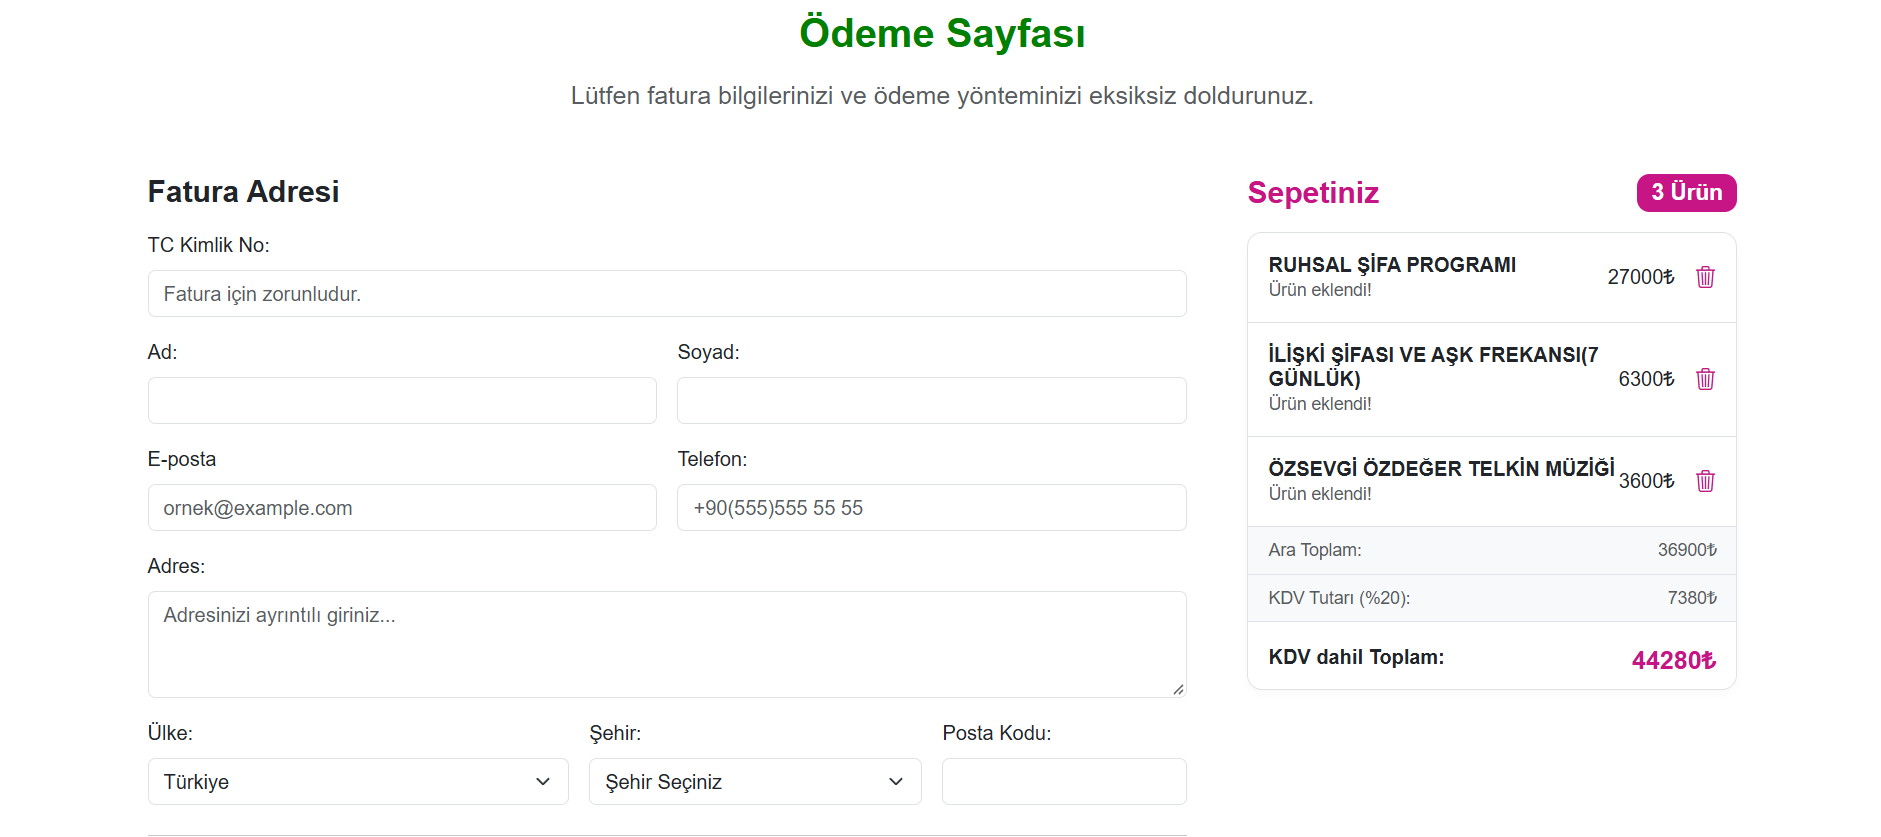 Ödeme Sayfası
Lütfen fatura bilgilerinizi ve ödeme yönteminizi eksiksiz doldurunuz.
Fatura Adresi
TC Kimlik No:
Fatura için zorunludur.
Ad:
Soyad:
E-posta
Telefon:
ornek@example.com
+90(555)555 55 55
Adres:
Adresinizi ayrıntılı giriniz...
Ülke:
Şehir:
Posta Kodu:
Türkiye
Şehir Seçiniz
Sepetiniz
3 Ürün
RUHSAL ŞİFA PROGRAMI
Ürün eklendi!
27000₺
İLİŞKİ ŞİFASI VE AŞK FREKANSI(7
GÜNLÜK)
Ürün eklendi!
6300₺
ÖZSEVGİ ÖZDEĞER TELKİN MÜZİĞİ
Ürün eklendi!
3600₺
Ara Toplam:
36900₺
KDV Tutarı (%20):
7380₺
KDV dahil Toplam:
44280₺